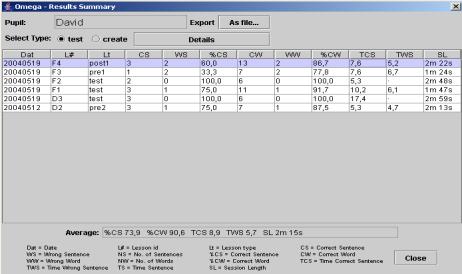 Omega - Results Summary
Pupil: David Export As file...
Select Type: test create Details
Dat L# Lt CS WS %CS CW WW %CW TCS TWS SL
20040519 F4 post1 3 2 60,0 13 2 86,7 7,6 5,2 2m 22s
20040519 F3 pre1 1 2 33,3 7 2 77,8 7,6 6,7 1m 24s
20040519 F2 test 2 0 100,0 6 0 100,0 5,3 - 2m 48s
20040519 F1 test 3 1 75,0 11 1 91,7 10,2 6,1 1m 47s
20040519 D3 test 3 0 100,0 6 0 100,0 17,4 - 2m 59s
20040512 D2 pre2 3 1 75,0 7 1 87,5 5,3 4,7 2m 13s
Average: %CS 73,9 %CW 90,6 TCS 8,9 TWS 5,7 SL 2m 15s
Dat = Date L# = Lesson id Lt = Lesson type CS = Correct Sentence
WS = Wrong Sentence NS = No. of Sentences %CS = Correct Sentence CW = Correct Word
WW = Wrong Word NW = No. of Words %CW = Correct Word TCS = Time Correct Sentence
TWS = Time Wrong Sentence TS = Time Sentence SL = Session Length
Close